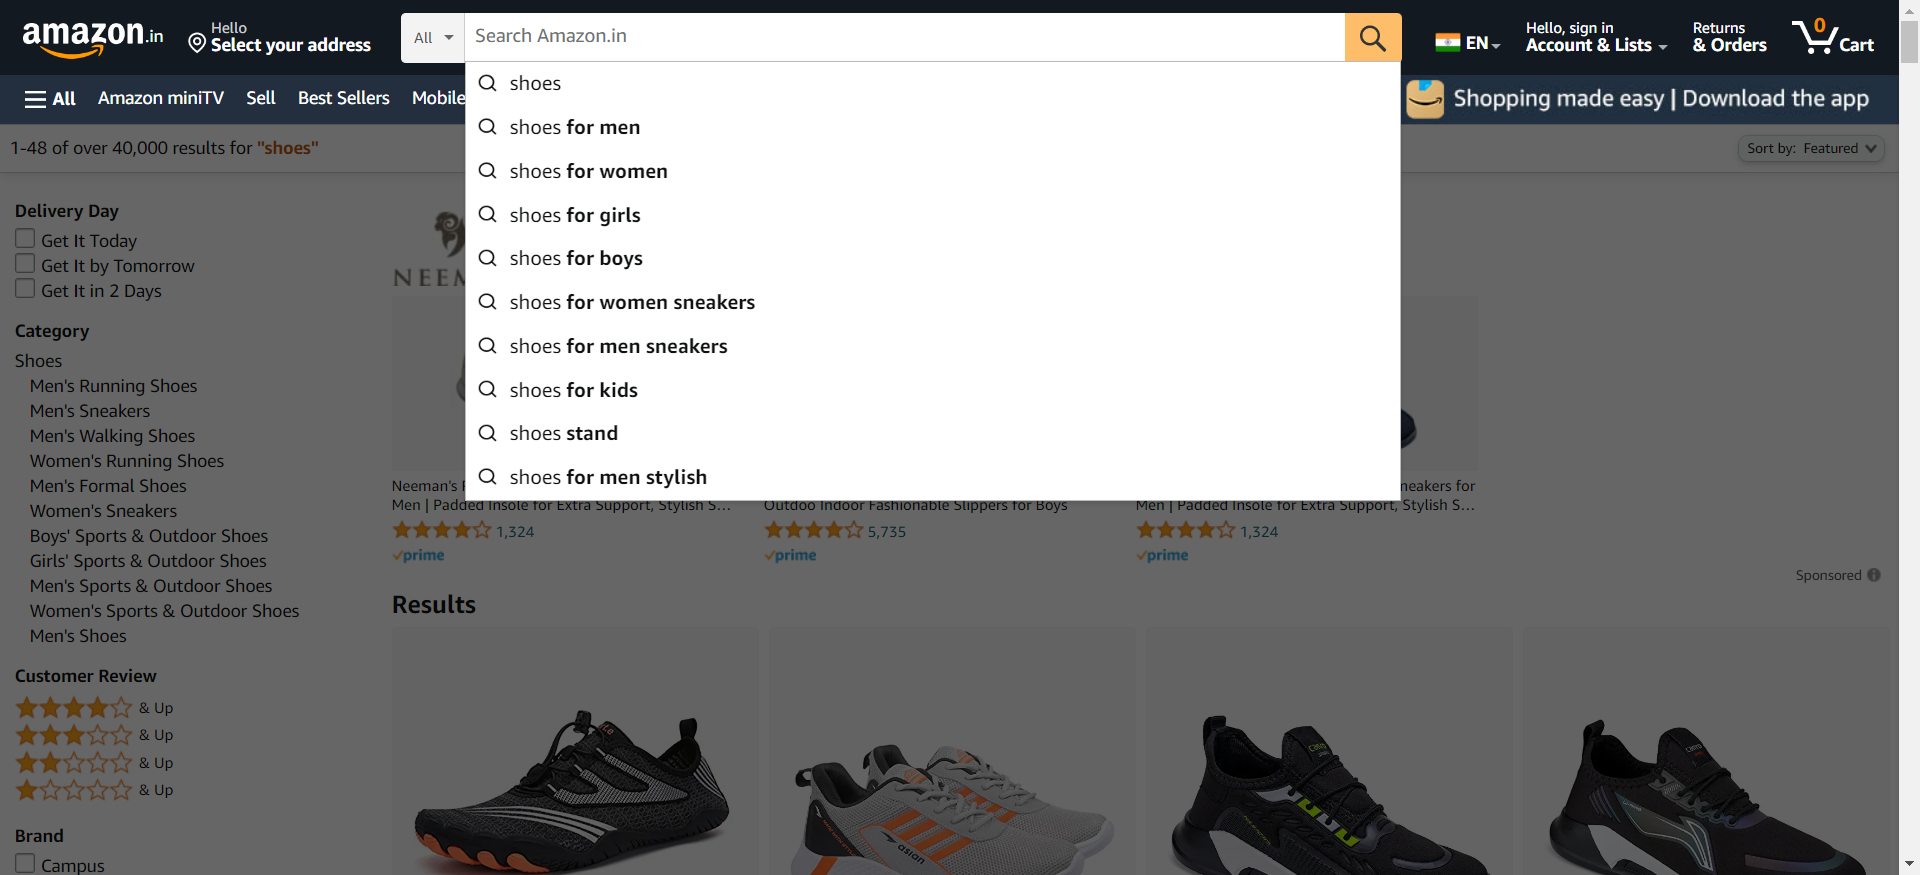 amazon.in
Hello
Select your address
All
Search Amazon.in
EN
Hello, sign in
Account & Lists
Returns
& Orders
0
Cart
All
Amazon miniTV
Sell
Best Sellers
Mobile
Shopping made easy | Download the app
shoes
shoes for men
shoes for women
shoes for girls
shoes for boys
shoes for women sneakers
shoes for men sneakers
shoes for kids
shoes stand
shoes for men stylish
1-48 of over 40,000 results for "shoes"
Sort by: Featured
Delivery Day
Get It Today
Get It by Tomorrow
Get It in 2 Days
Category
Shoes
Men's Running Shoes
Men's Sneakers
Men's Walking Shoes
Women's Running Shoes
Men's Formal Shoes
Women's Sneakers
Boys' Sports & Outdoor Shoes
Girls' Sports & Outdoor Shoes
Men's Sports & Outdoor Shoes
Women's Sports & Outdoor Shoes
Men's Shoes
Customer Review
& Up
& Up
& Up
& Up
Brand
Campus
Neeman's
Men | Padded Insole for Extra Support, Stylish S...
1,324
prime
Outdoo Indoor Fashionable Slippers for Boys
5,735
prime
sneakers for
Men | Padded Insole for Extra Support, Stylish S...
1,324
prime
Sponsored
Results
asian